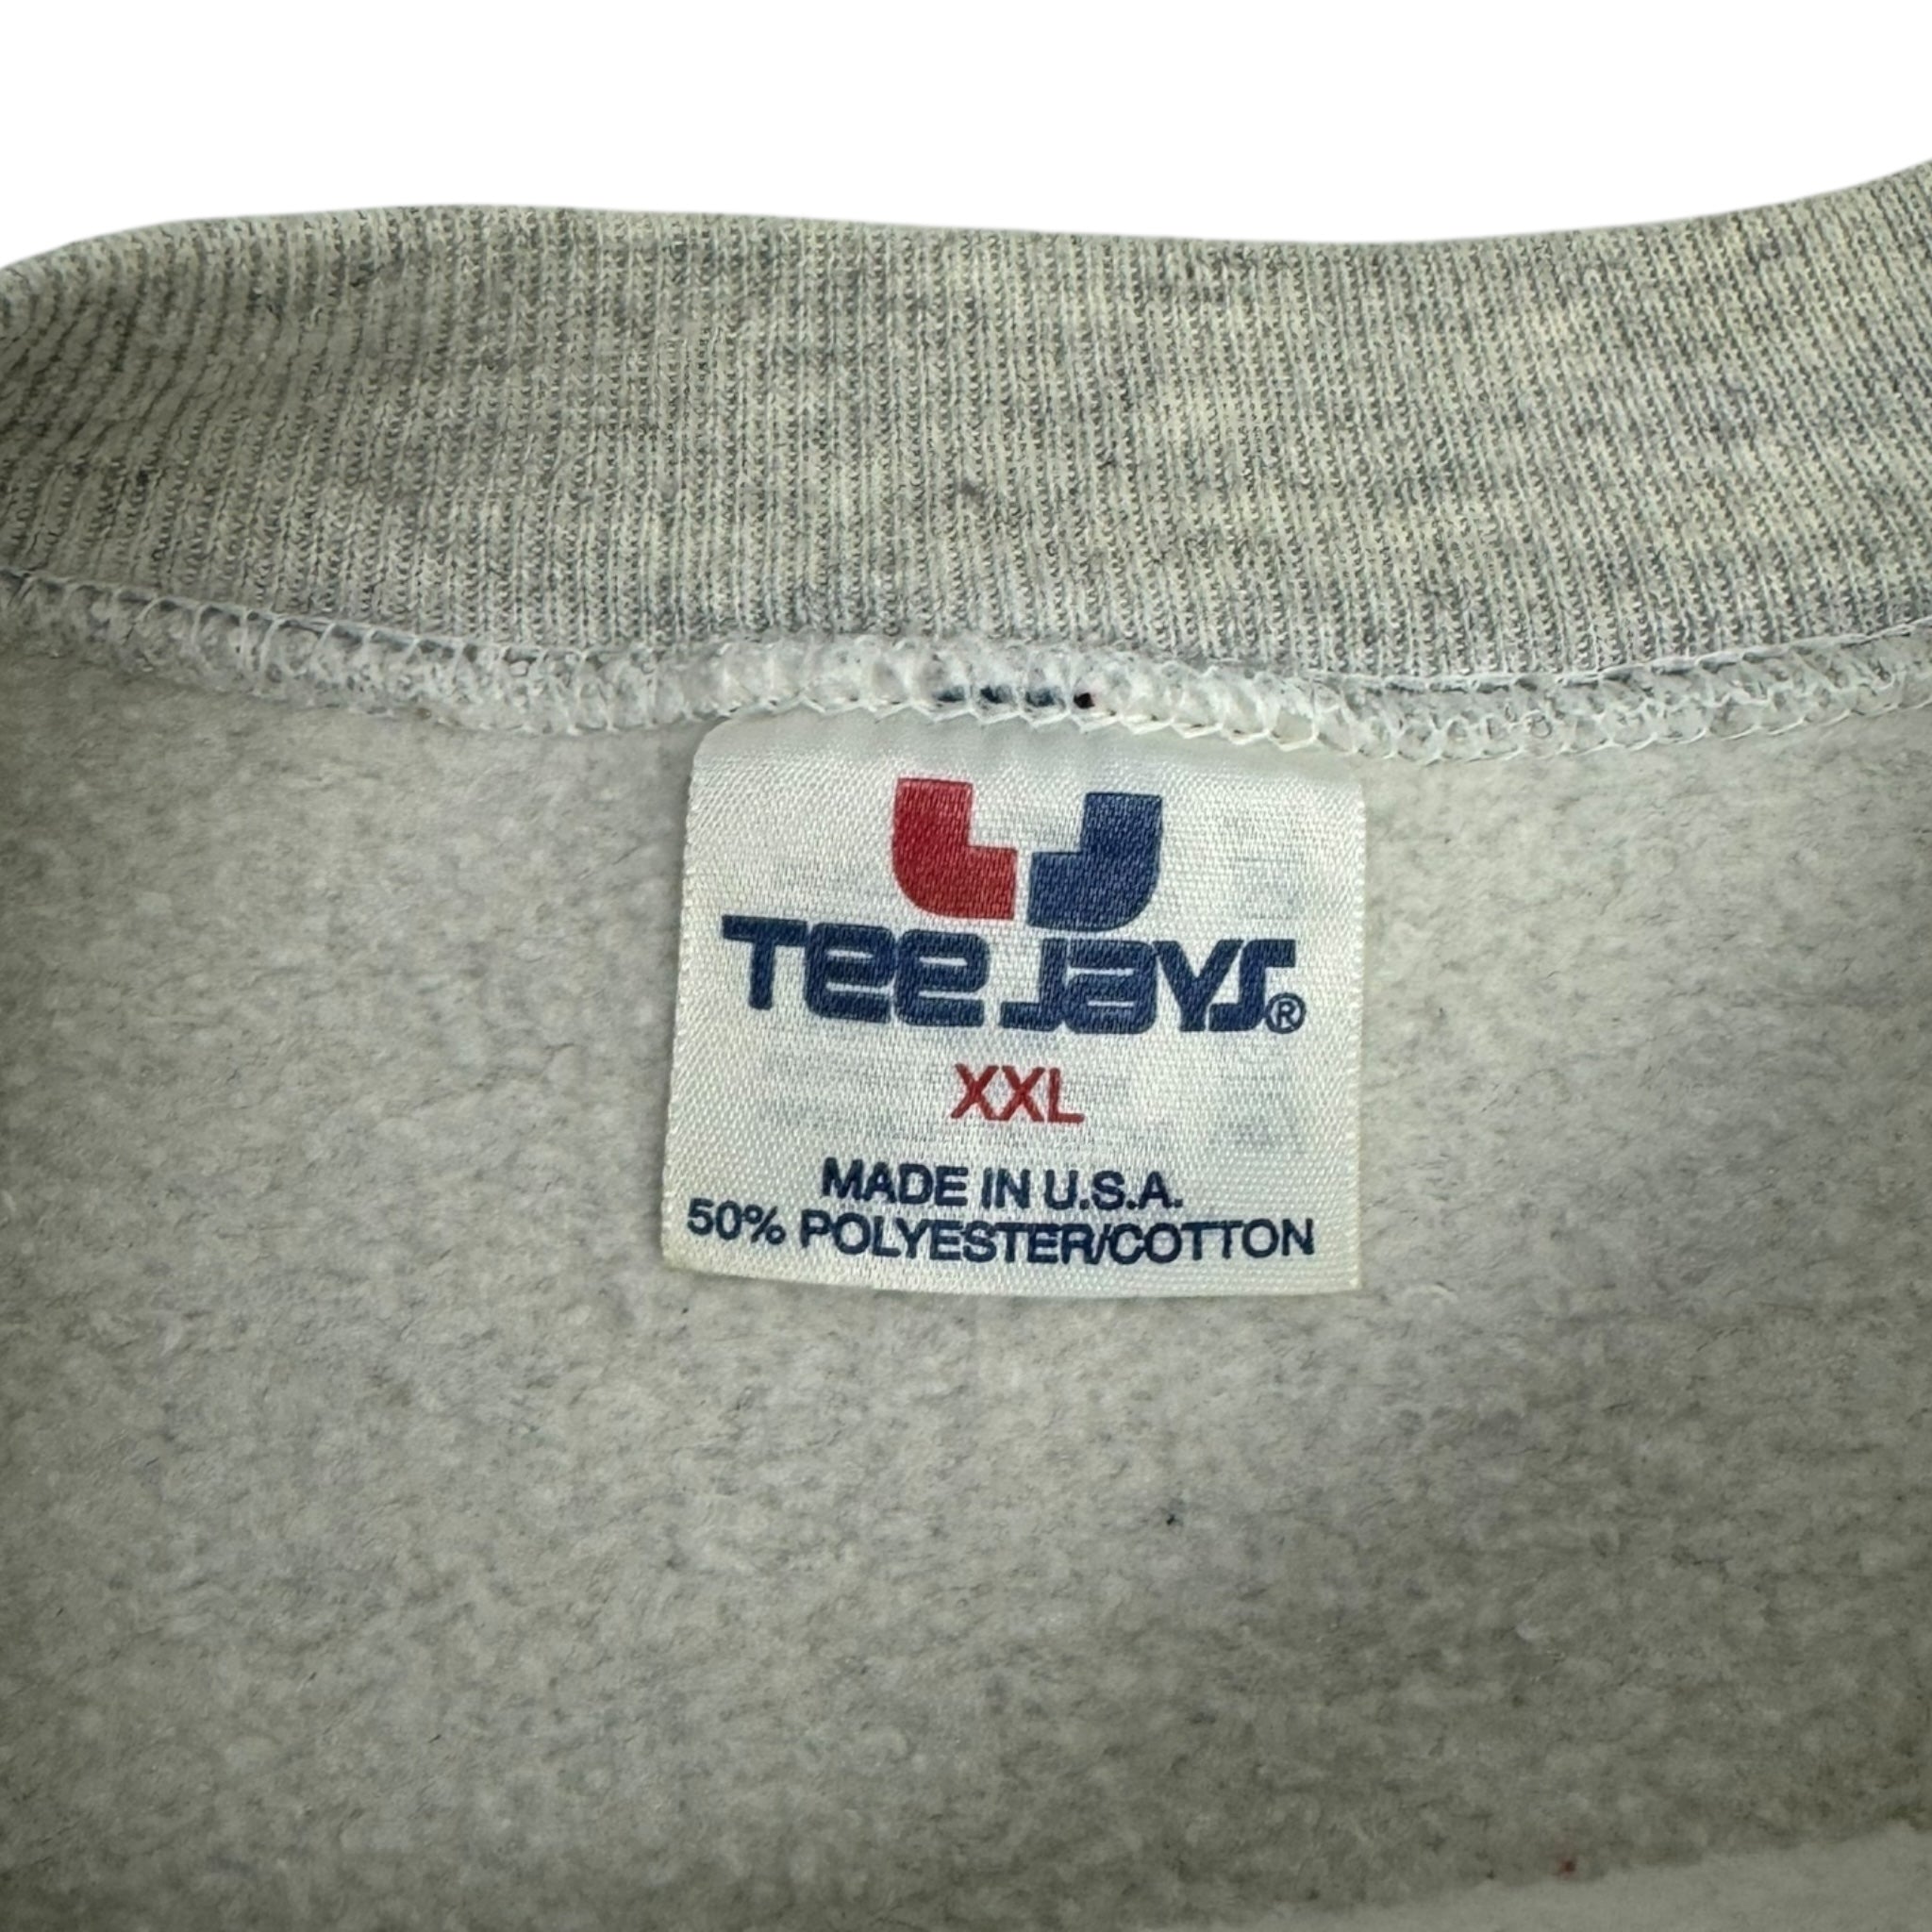 Tee Jays®
XXL
MADE IN U.S.A.
50% POLYESTER/COTTON